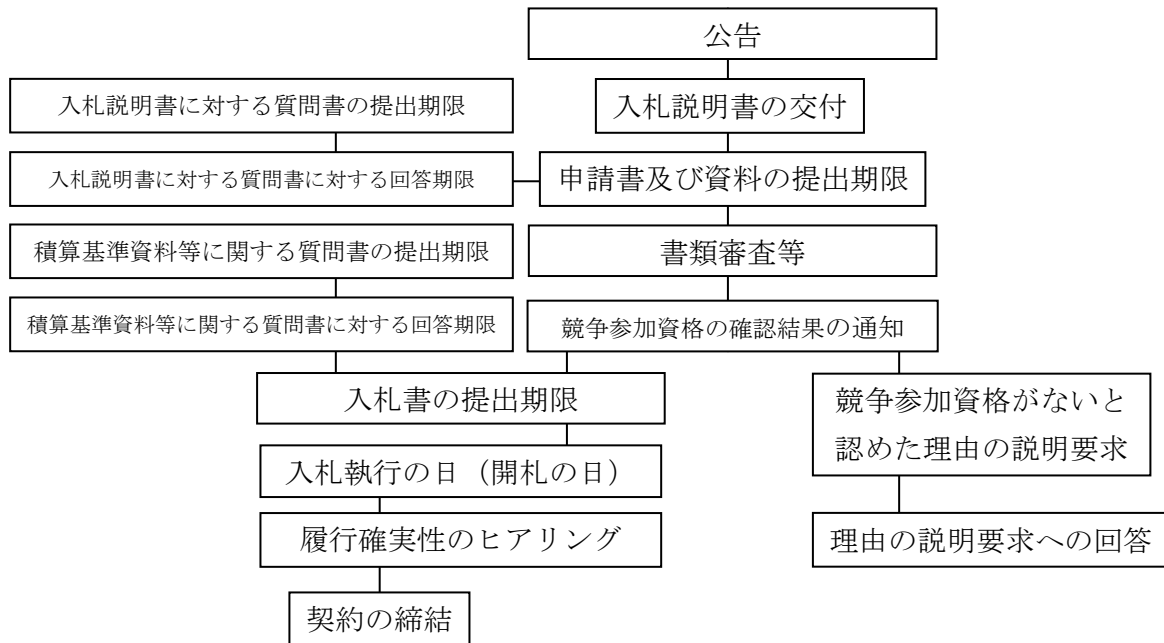 公告
入札説明書に対する質問書の提出期限
入札説明書の交付
入札説明書に対する質問書に対する回答期限
申請書及び資料の提出期限
積算基準資料等に関する質問書の提出期限
書類審査等
積算基準資料等に関する質問書に対する回答期限
競争参加資格の確認結果の通知
入札書の提出期限
競争参加資格がないと
認めた理由の説明要求
入札執行の日（開札の日）
履行確実性のヒアリング
理由の説明要求への回答
契約の締結